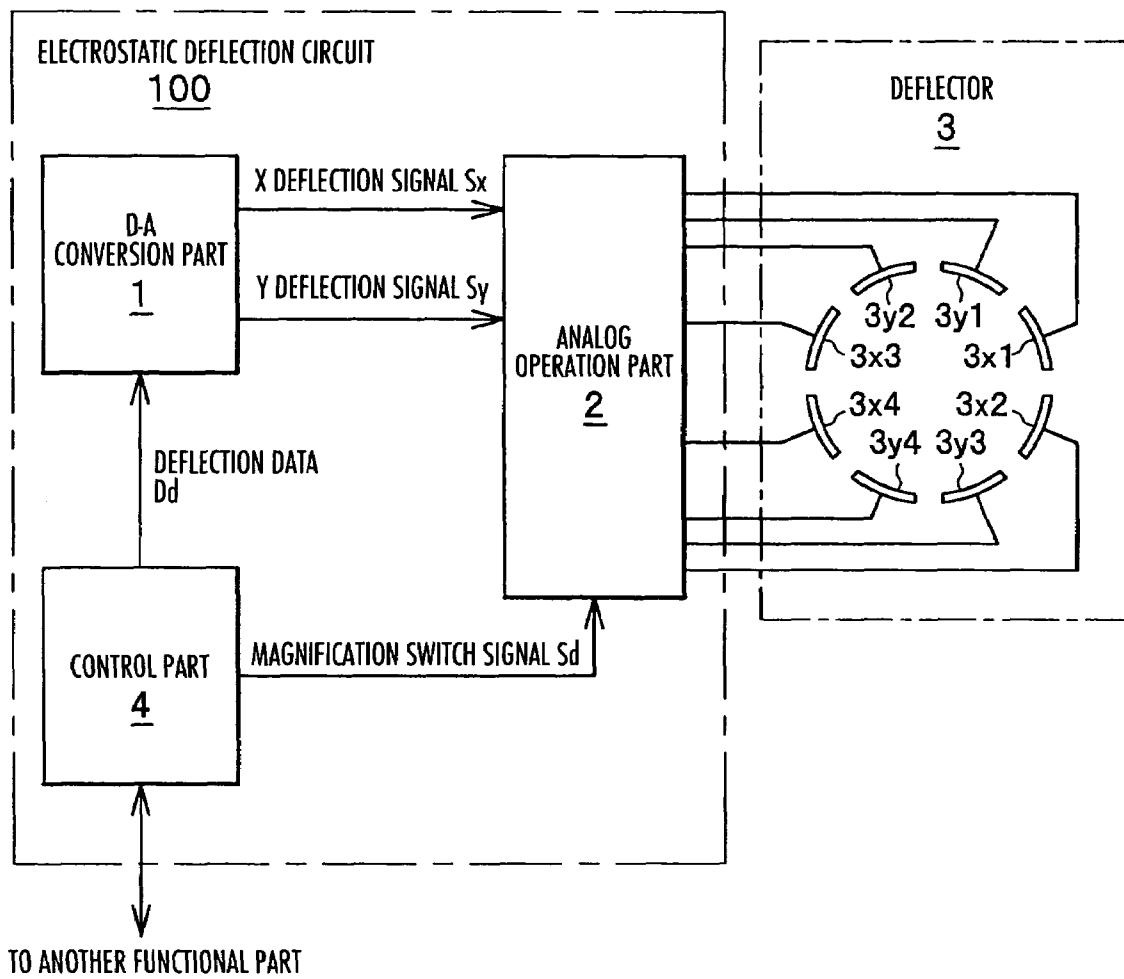 ELECTROSTATIC DEFLECTION CIRCUIT
100
DEFLECTOR
3
X DEFLECTION SIGNAL Sx
D-A
CONVERSION PART
1
Y DEFLECTION SIGNAL Sy
ANALOG
OPERATION PART
2
3y2 3y1
3x3 3x1
3x4 3x2
3y4 3y3
DEFLECTION DATA
Dd
CONTROL PART
4
MAGNIFICATION SWITCH SIGNAL Sd
TO ANOTHER FUNCTIONAL PART